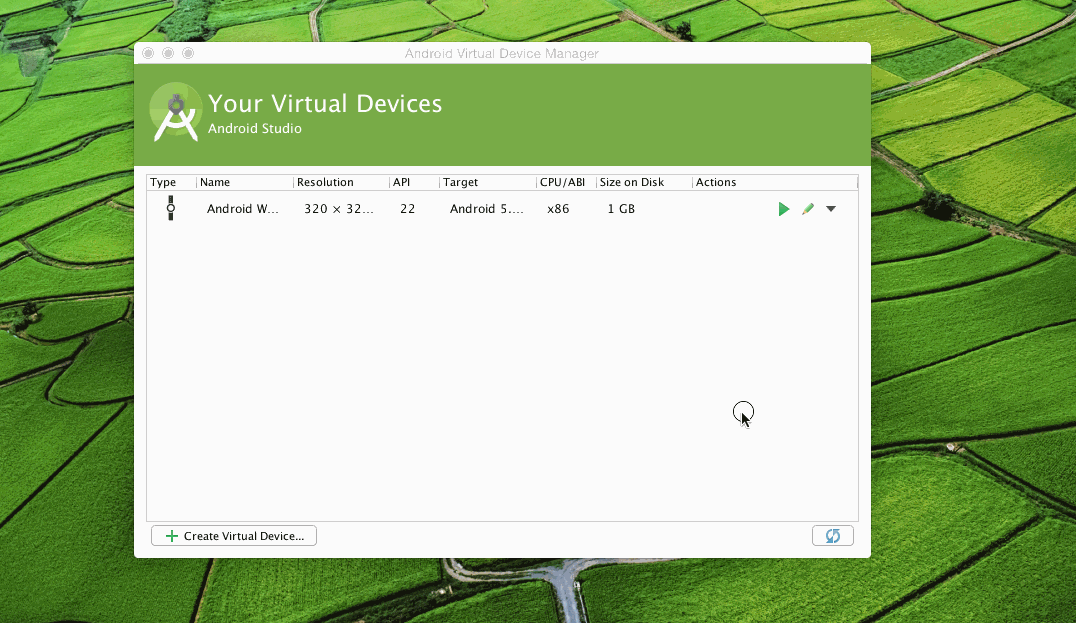 Android Virtual Device Manager
Your Virtual Devices
Android Studio
Type Name Resolution API Target CPU/ABI Size on Disk Actions
Android W... 320 × 32... 22 Android 5.... x86 1 GB
Create Virtual Device...